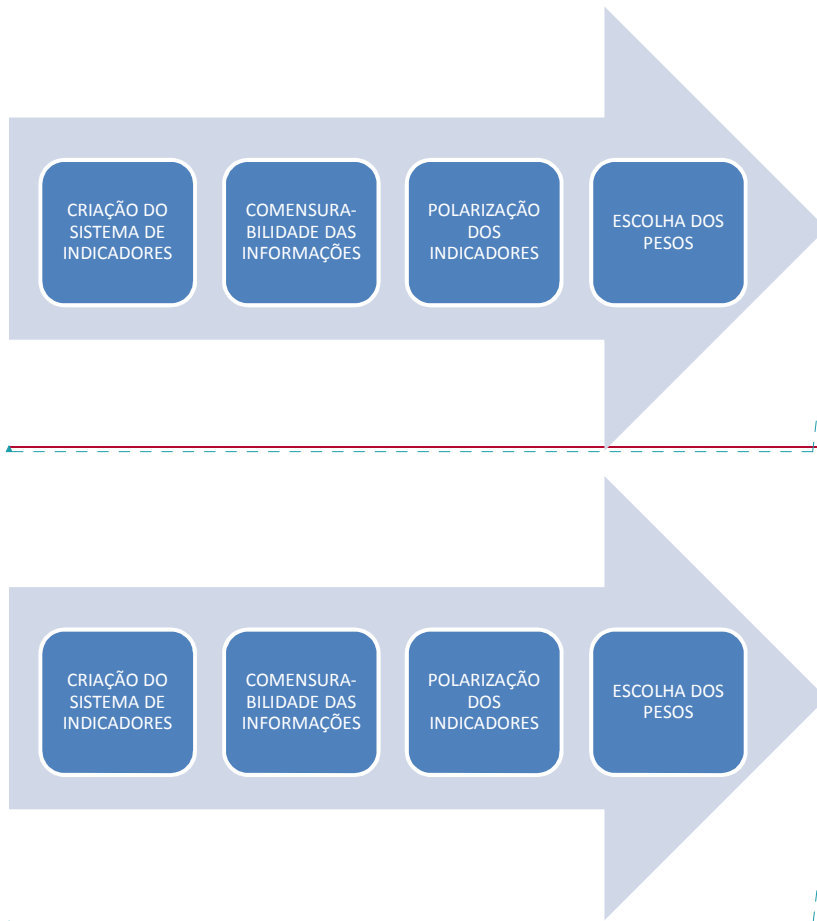 CRIAÇÃO DO
SISTEMA DE
INDICADORES
COMENSURA-
BILIDADE DAS
INFORMAÇÕES
POLARIZAÇÃO
DOS
INDICADORES
ESCOLHA DOS
PESOS
CRIAÇÃO DO
SISTEMA DE
INDICADORES
COMENSURA-
BILIDADE DAS
INFORMAÇÕES
POLARIZAÇÃO
DOS
INDICADORES
ESCOLHA DOS
PESOS